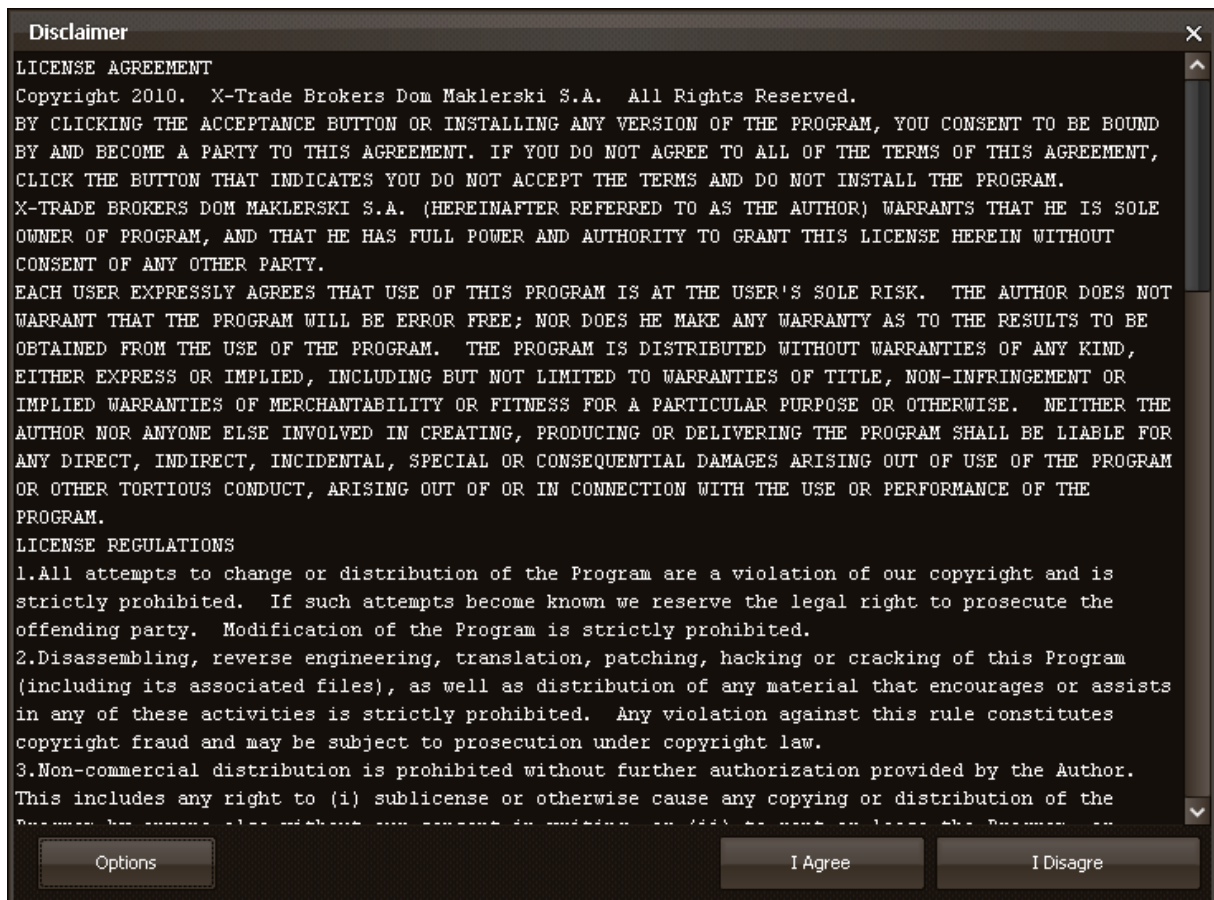 Disclaimer
LICENSE AGREEMENT
Copyright 2010.  X-Trade Brokers Dom Maklerski S.A.  All Rights Reserved.
BY CLICKING THE ACCEPTANCE BUTTON OR INSTALLING ANY VERSION OF THE PROGRAM, YOU CONSENT TO BE BOUND
BY AND BECOME A PARTY TO THIS AGREEMENT. IF YOU DO NOT AGREE TO ALL OF THE TERMS OF THIS AGREEMENT,
CLICK THE BUTTON THAT INDICATES YOU DO NOT ACCEPT THE TERMS AND DO NOT INSTALL THE PROGRAM.
X-TRADE BROKERS DOM MAKLERSKI S.A. (HEREINAFTER REFERRED TO AS THE AUTHOR) WARRANTS THAT HE IS SOLE
OWNER OF PROGRAM, AND THAT HE HAS FULL POWER AND AUTHORITY TO GRANT THIS LICENSE HEREIN WITHOUT
CONSENT OF ANY OTHER PARTY.
EACH USER EXPRESSLY AGREES THAT USE OF THIS PROGRAM IS AT THE USER'S SOLE RISK.  THE AUTHOR DOES NOT
WARRANT THAT THE PROGRAM WILL BE ERROR FREE; NOR DOES HE MAKE ANY WARRANTY AS TO THE RESULTS TO BE
OBTAINED FROM THE USE OF THE PROGRAM.  THE PROGRAM IS DISTRIBUTED WITHOUT WARRANTIES OF ANY KIND,
EITHER EXPRESS OR IMPLIED, INCLUDING BUT NOT LIMITED TO WARRANTIES OF TITLE, NON-INFRINGEMENT OR
IMPLIED WARRANTIES OF MERCHANTABILITY OR FITNESS FOR A PARTICULAR PURPOSE OR OTHERWISE.  NEITHER THE
AUTHOR NOR ANYONE ELSE INVOLVED IN CREATING, PRODUCING OR DELIVERING THE PROGRAM SHALL BE LIABLE FOR
ANY DIRECT, INDIRECT, INCIDENTAL, SPECIAL OR CONSEQUENTIAL DAMAGES ARISING OUT OF USE OF THE PROGRAM
OR OTHER TORTIOUS CONDUCT, ARISING OUT OF OR IN CONNECTION WITH THE USE OR PERFORMANCE OF THE
PROGRAM.
LICENSE REGULATIONS
1.All attempts to change or distribution of the Program are a violation of our copyright and is
strictly prohibited.  If such attempts become known we reserve the legal right to prosecute the
offending party.  Modification of the Program is strictly prohibited.
2.Disassembling, reverse engineering, translation, patching, hacking or cracking of this Program
(including its associated files), as well as distribution of any material that encourages or assists
in any of these activities is strictly prohibited.  Any violation against this rule constitutes
copyright fraud and may be subject to prosecution under copyright law.
3.Non-commercial distribution is prohibited without further authorization provided by the Author.
This includes any right to (i) sublicense or otherwise cause any copying or distribution of the
Options
I Agree
I Disagre